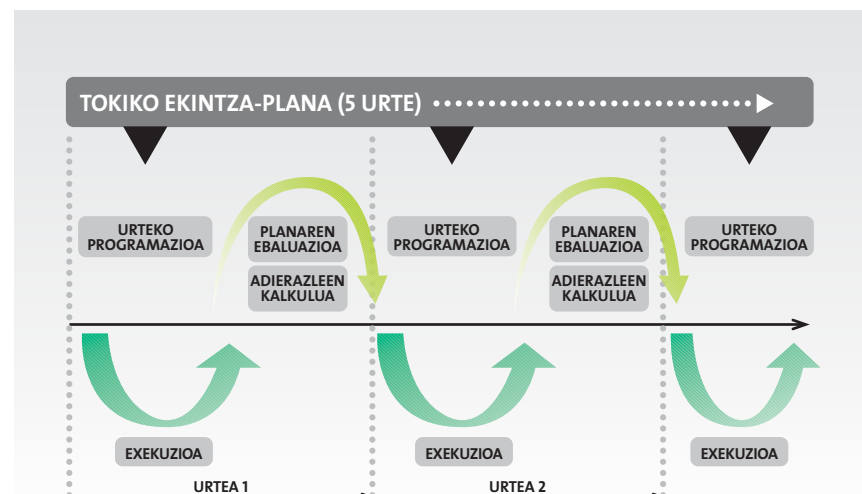 TOKIKO EKINTZA-PLANA (5 URTE)
URTEKO
PROGRAMAZIOA
PLANAREN
EBALUAZIOA
ADIERAZLEEN
KALKULUA
URTEKO
PROGRAMAZIOA
PLANAREN
EBALUAZIOA
ADIERAZLEEN
KALKULUA
URTEKO
PROGRAMAZIOA
EXEKUZIOA
EXEKUZIOA
EXEKUZIOA
URTEA 1
URTEA 2